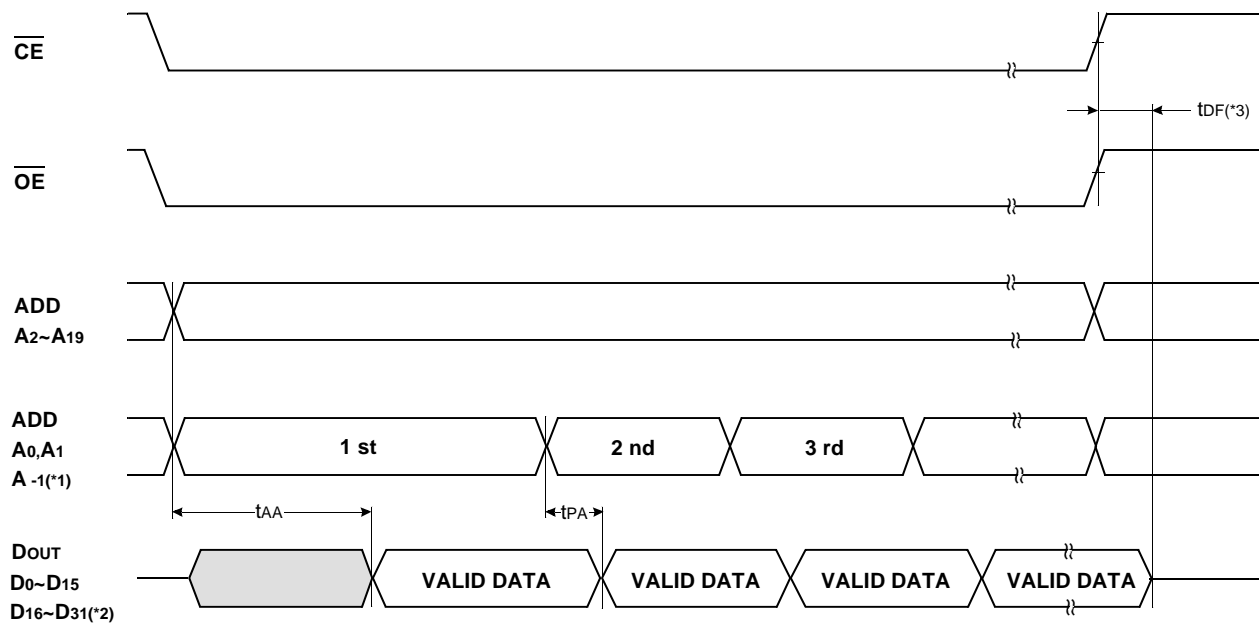 CE
tDF(*3)
OE
ADD
A2~A19
ADD
A0,A1
A -1(*1)
1 st
2 nd
3 rd
tAA
tPA
DOUT
D0~D15
D16~D31(*2)
VALID DATA
VALID DATA
VALID DATA
VALID DATA